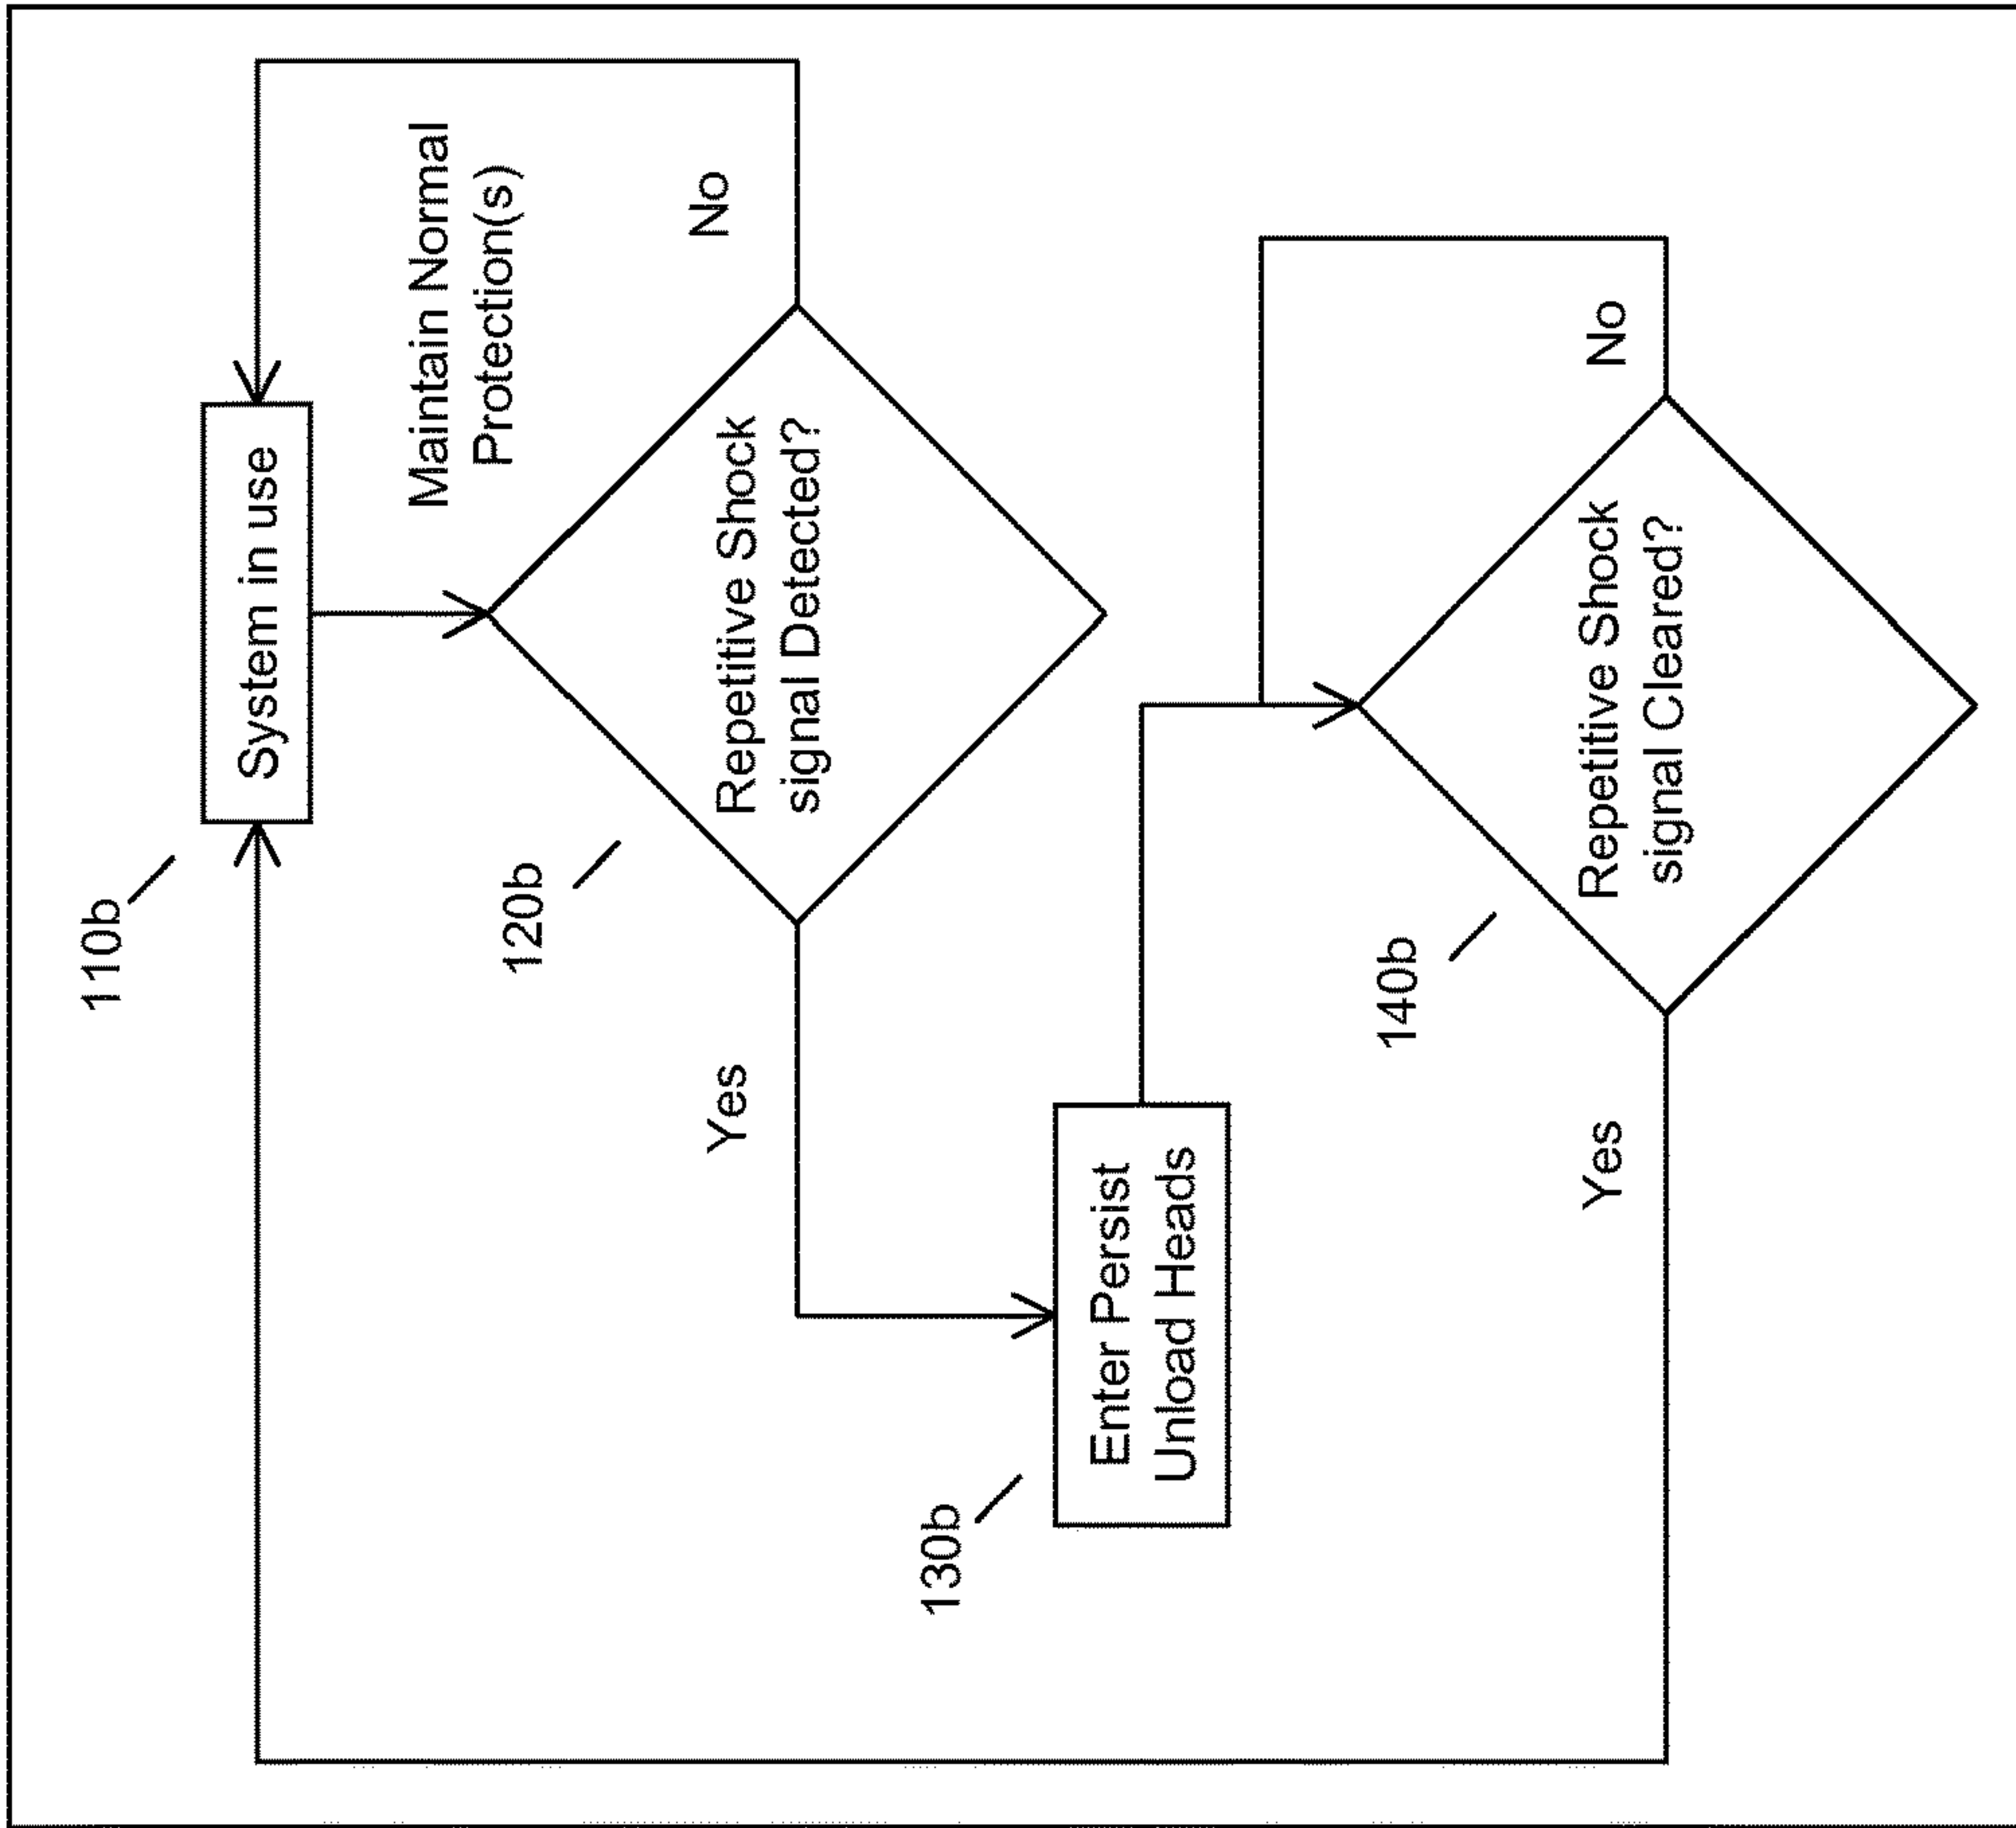 110b
System in use
Maintain Normal
Protection(s)
120b
Repetitive Shock
signal Detected?
No
Yes
130b
Enter Persist
Unload Heads
140b
Repetitive Shock
signal Cleared?
No
Yes